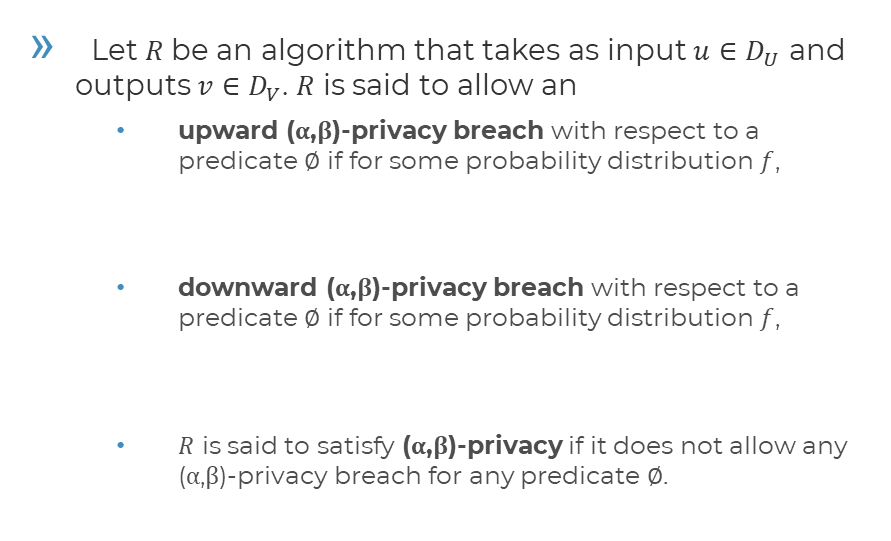 » Let R be an algorithm that takes as input u ∈ D_U and
outputs v ∈ D_V. R is said to allow an
• upward (α,β)-privacy breach with respect to a
predicate Ø if for some probability distribution f,
• downward (α,β)-privacy breach with respect to a
predicate Ø if for some probability distribution f,
• R is said to satisfy (α,β)-privacy if it does not allow any
(α,β)-privacy breach for any predicate Ø.